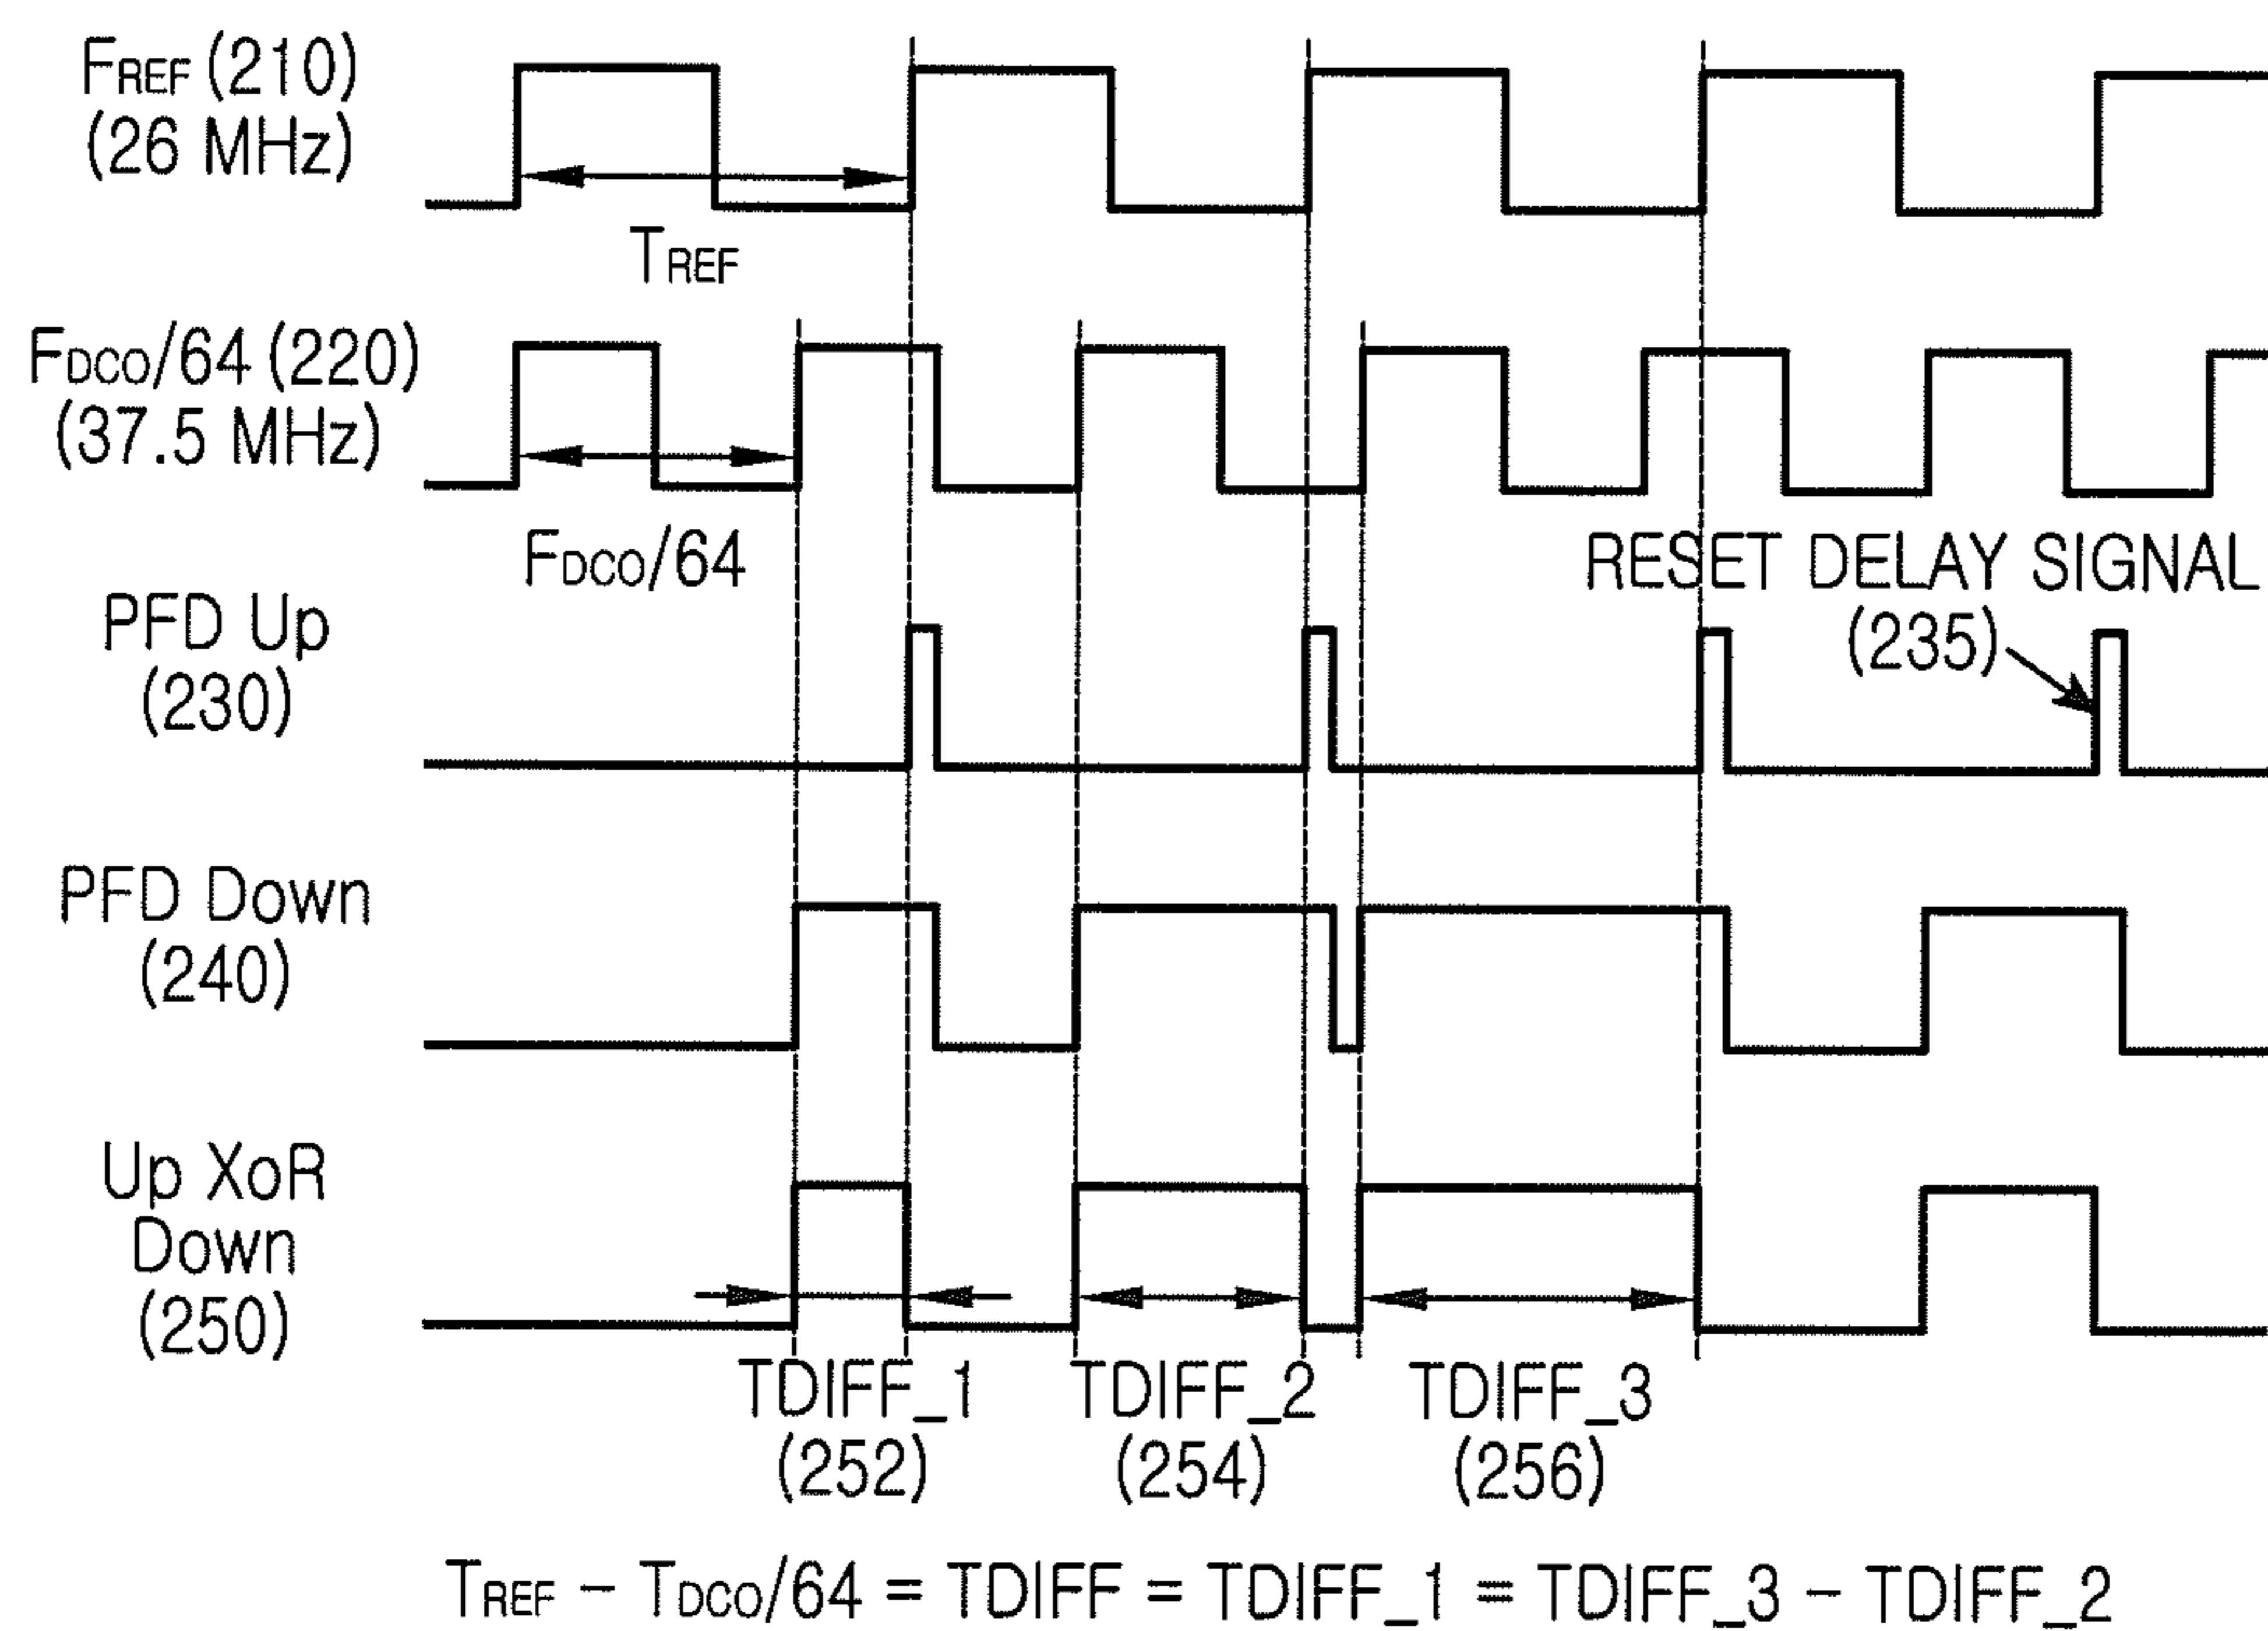 FREF (210)
(26 MHz)
TREF
FDCO/64 (220)
(37.5 MHz)
FDCO/64
RESET DELAY SIGNAL
(235)
PFD Up
(230)
PFD Down
(240)
Up XoR
Down
(250)
TDIFF_1
(252)
TDIFF_2
(254)
TDIFF_3
(256)
TREF – TDCO/64 = TDIFF = TDIFF_1 = TDIFF_3 – TDIFF_2